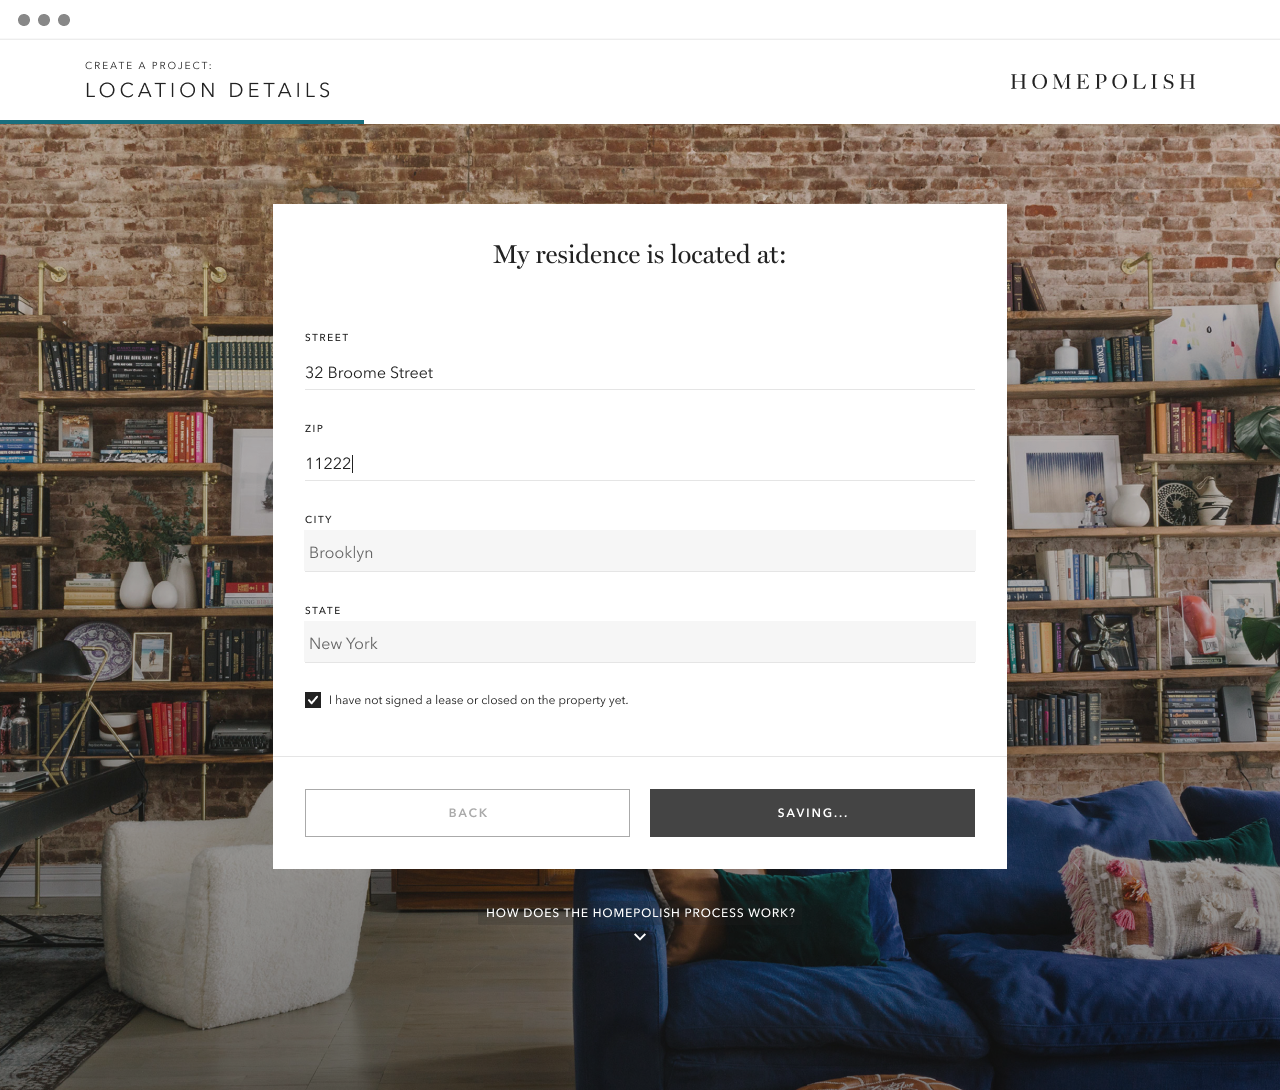 CREATE A PROJECT:
LOCATION DETAILS
HOMEPOLISH
My residence is located at:
STREET
32 Broome Street
ZIP
11222
CITY
Brooklyn
STATE
New York
I have not signed a lease or closed on the property yet.
BACK
SAVING...
HOW DOES THE HOMEPOLISH PROCESS WORK?